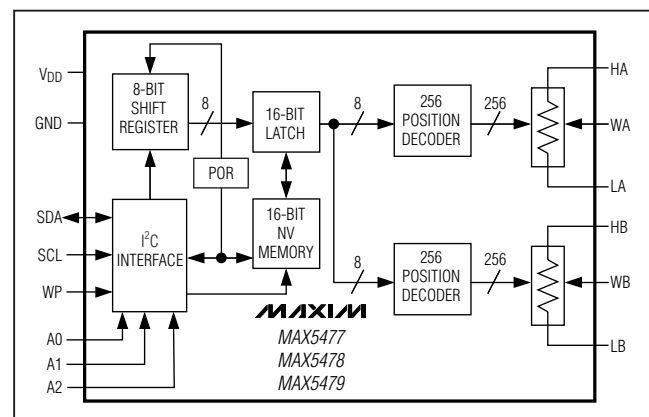 VDD
GND
SDA
SCL
WP
A0
A1
A2
8-BIT
SHIFT
REGISTER
8
16-BIT
LATCH
POR
I2C
INTERFACE
16-BIT
NV
MEMORY
8
256
POSITION
DECODER
256
HA
WA
LA
8
256
POSITION
DECODER
256
HB
WB
LB
MAXIM
MAX5477
MAX5478
MAX5479